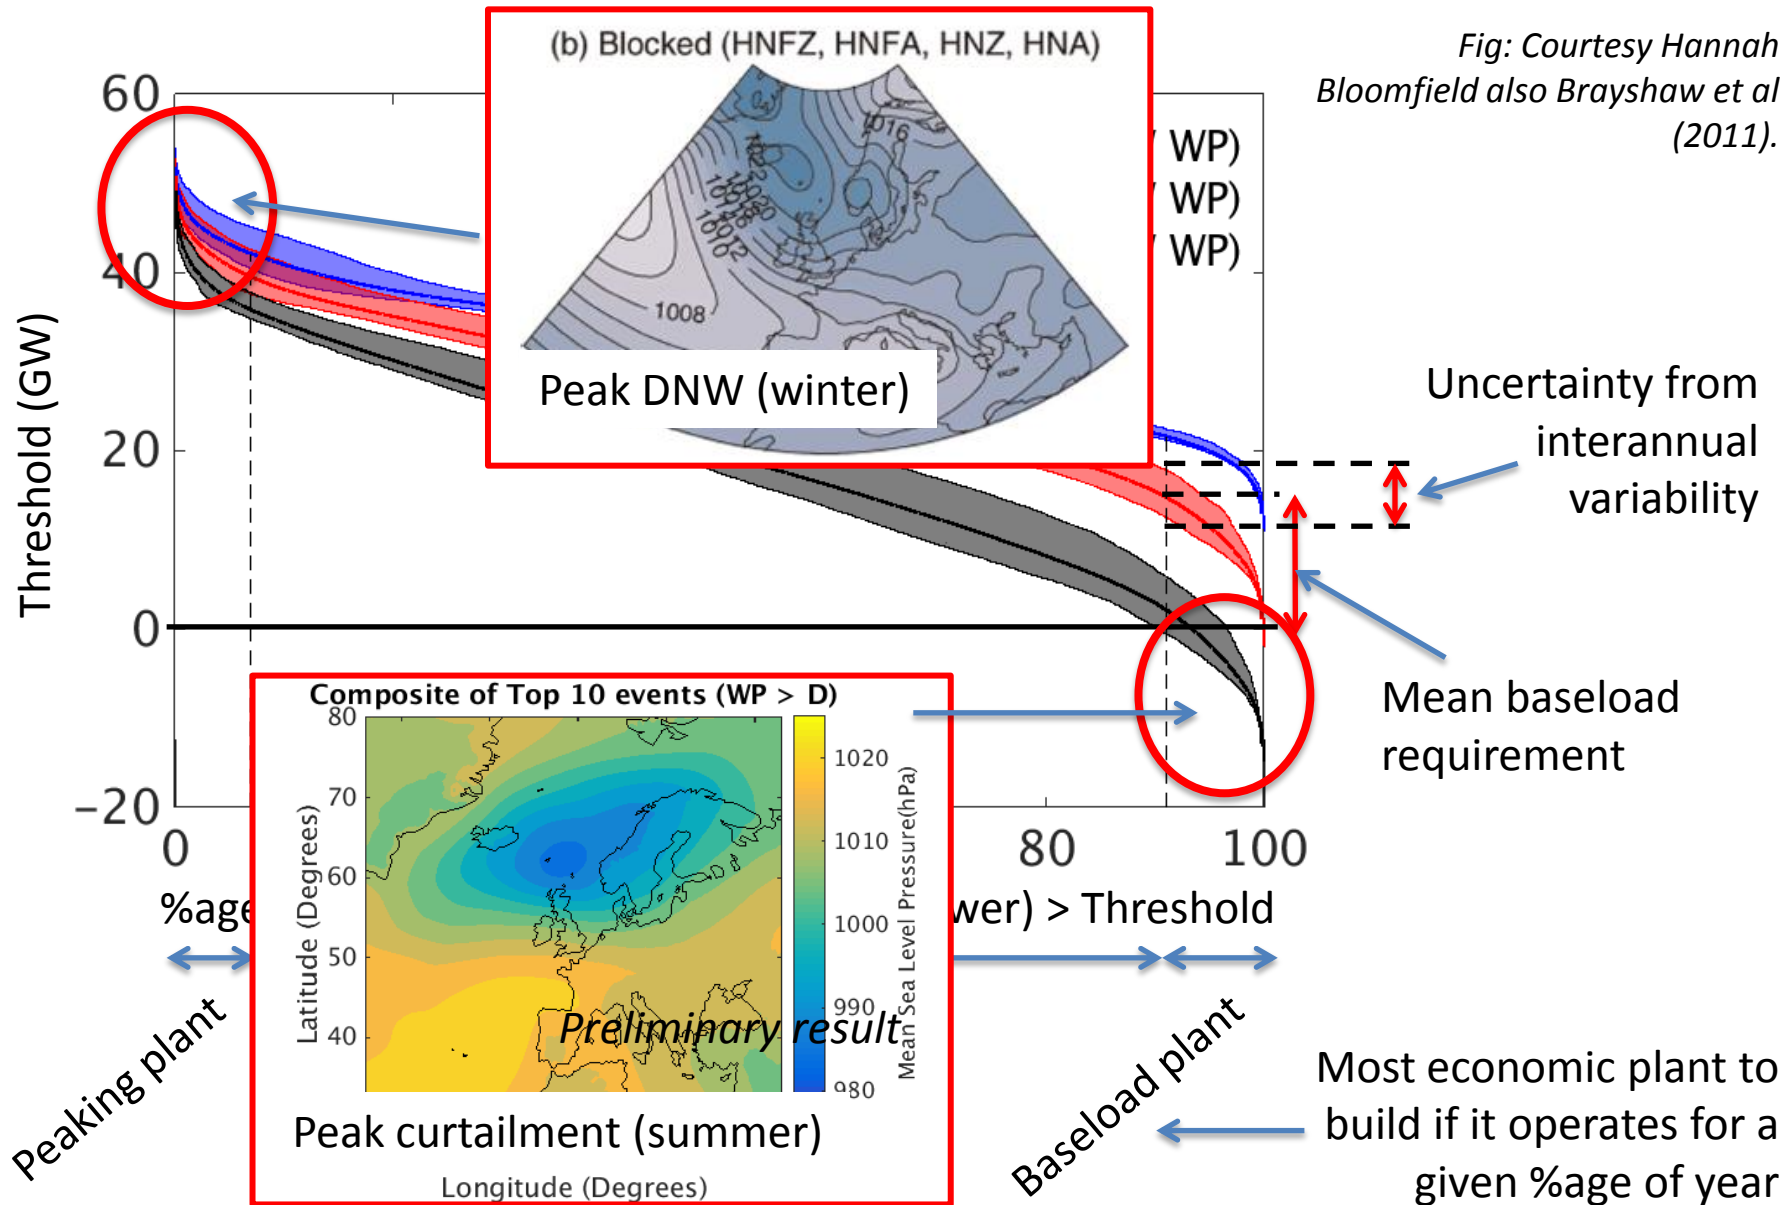 (b) Blocked (HNFZ, HNFA, HNZ, HNA)
Fig: Courtesy Hannah
Bloomfield also Brayshaw et al
(2011).
60
40
20
0
−20
Threshold (GW)
WP)
WP)
WP)
1016
1012
1010
1008
Peak DNW (winter)
Uncertainty from
interannual
variability
Mean baseload
requirement
Composite of Top 10 events (WP > D)
80
70
60
50
40
Latitude (Degrees)
1020
1010
1000
990
980
Mean Sea Level Pressure(hPa)
Preliminary result
Peak curtailment (summer)
Longitude (Degrees)
0
80
100
%age
wer) > Threshold
Peaking plant
Baseload plant
Most economic plant to
build if it operates for a
given %age of year